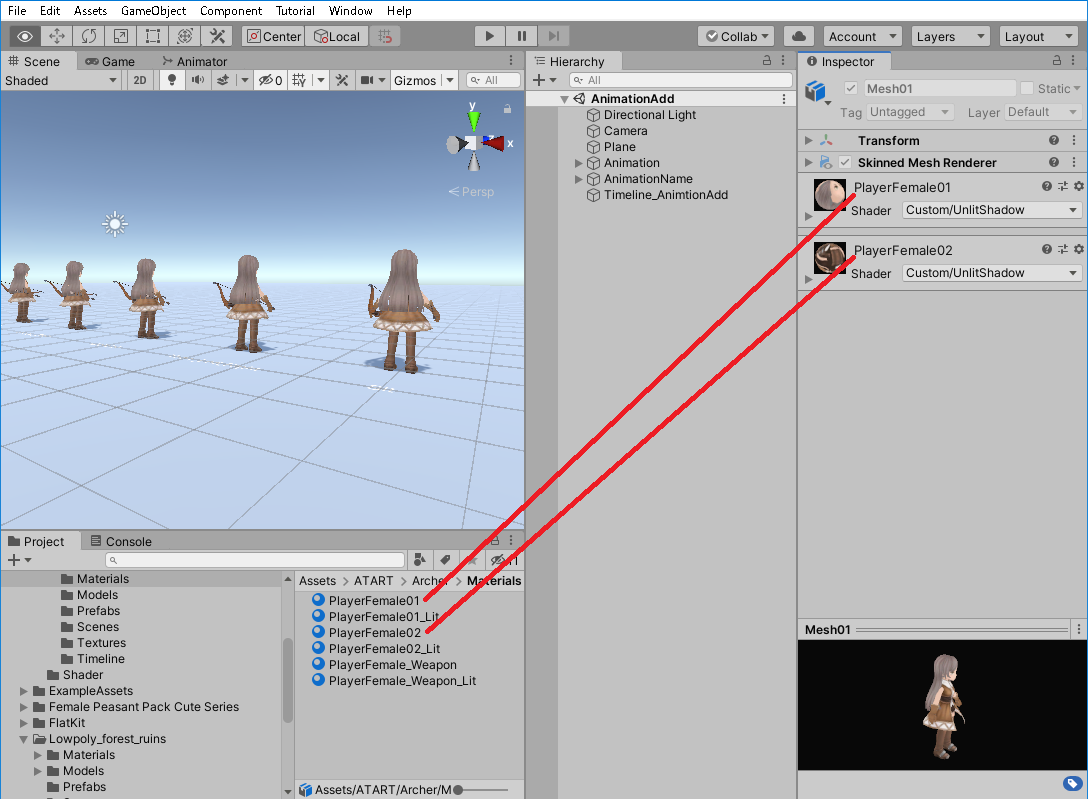 File Edit Assets GameObject Component Tutorial Window Help
Center Local Collab Account Layers Layout
Scene Game Animator
Shaded 2D 0 Gizmos All
y
x
Persp
Hierarchy
All
AnimationAdd
Directional Light
Camera
Plane
Animation
AnimationName
Timeline_AnimtionAdd
Inspector
Mesh01 Static
Tag Untagged Layer Default
Transform
Skinned Mesh Renderer
PlayerFemale01
Shader Custom/UnlitShadow
PlayerFemale02
Shader Custom/UnlitShadow
Project Console
Materials
Models
Prefabs
Scenes
Textures
Timeline
Shader
ExampleAssets
Female Peasant Pack Cute Series
FlatKit
Lowpoly_forest_ruins
Materials
Models
Prefabs
Assets > ATART > Archer > Materials
PlayerFemale01
PlayerFemale01_Lit
PlayerFemale02
PlayerFemale02_Lit
PlayerFemale_Weapon
PlayerFemale_Weapon_Lit
Assets/ATART/Archer/M
Mesh01